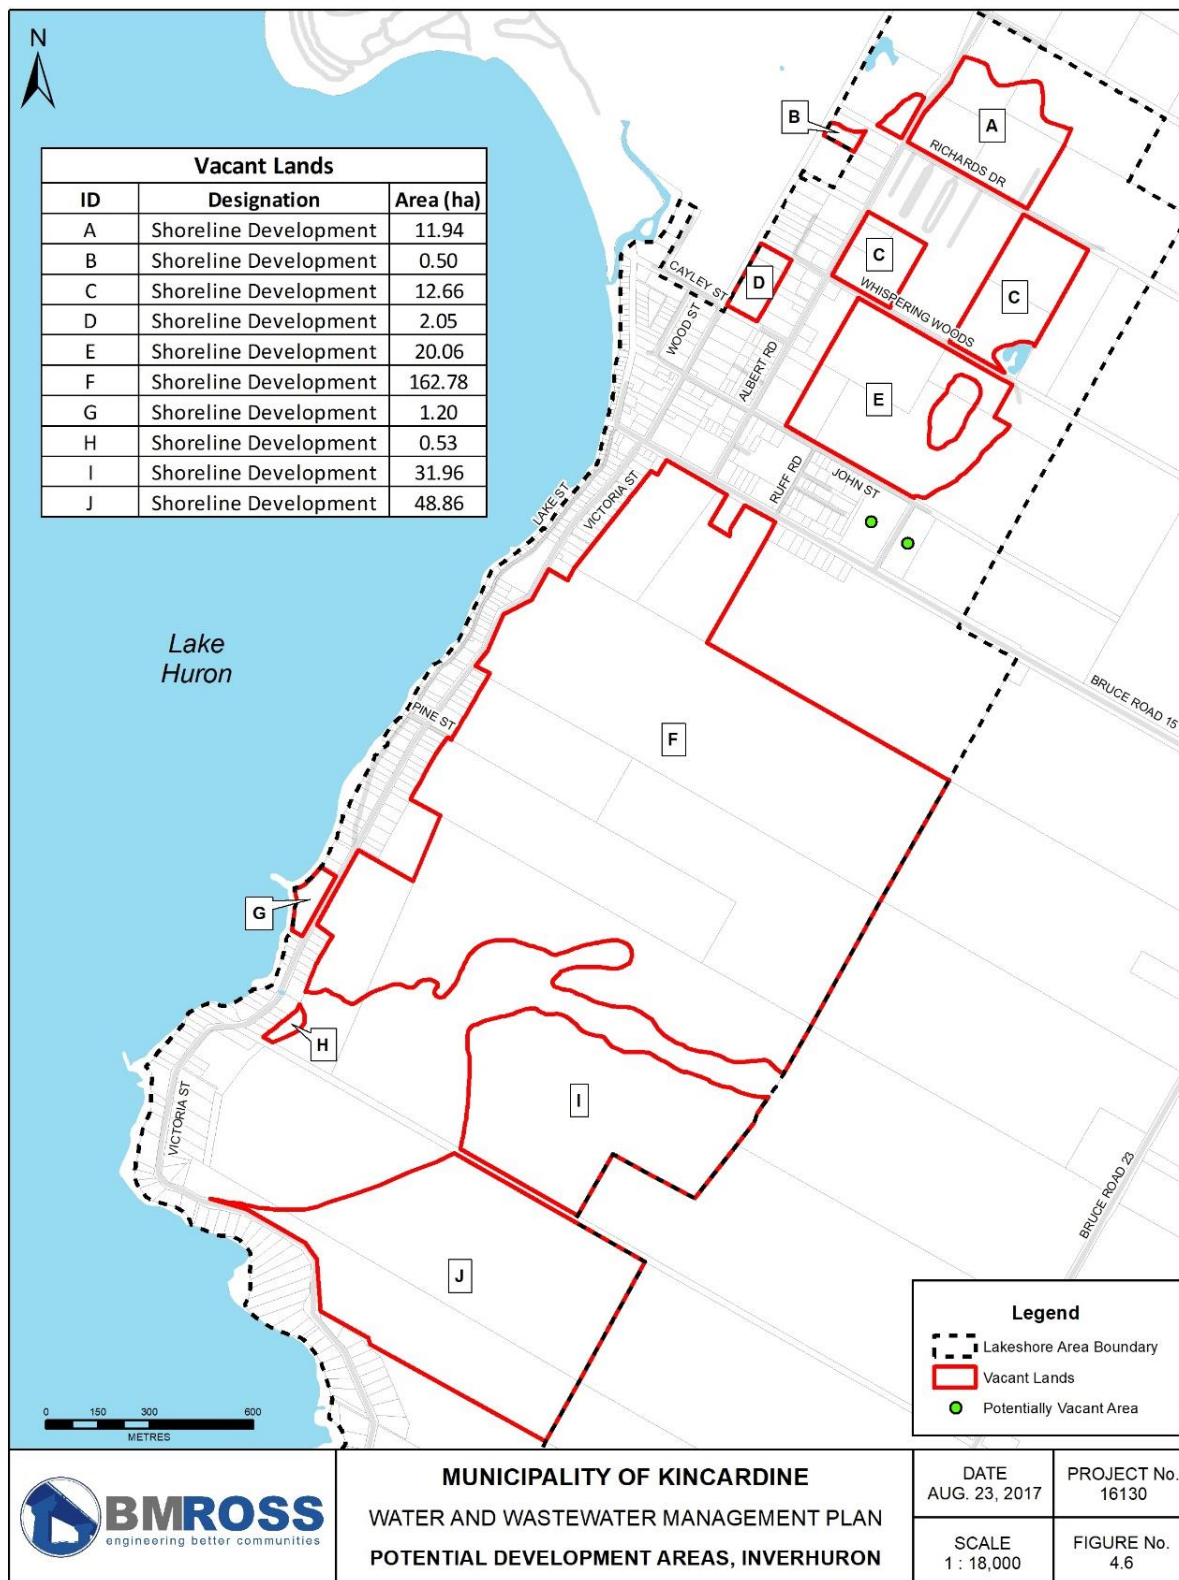 N
Vacant Lands
ID Designation Area (ha)
A Shoreline Development 11.94
B Shoreline Development 0.50
C Shoreline Development 12.66
D Shoreline Development 2.05
E Shoreline Development 20.06
F Shoreline Development 162.78
G Shoreline Development 1.20
H Shoreline Development 0.53
I Shoreline Development 31.96
J Shoreline Development 48.86
B
A
RICHARDS DR
C
CAYLEY ST
D
WHISPERING WOODS
C
WOOD ST
ALBERT RD
E
RUFF RD
JOHN ST
LAKE ST
VICTORIA ST
Lake
Huron
BRUCE ROAD 15
PINE ST
F
G
H
I
VICTORIA ST
BRUCE ROAD 23
J
Legend
Lakeshore Area Boundary
Vacant Lands
Potentially Vacant Area
0 150 300 600
METRES
BMROSS
engineering better communities
MUNICIPALITY OF KINCARDINE
WATER AND WASTEWATER MANAGEMENT PLAN
POTENTIAL DEVELOPMENT AREAS, INVERHURON
DATE
AUG. 23, 2017
PROJECT No.
16130
SCALE
1 : 18,000
FIGURE No.
4.6